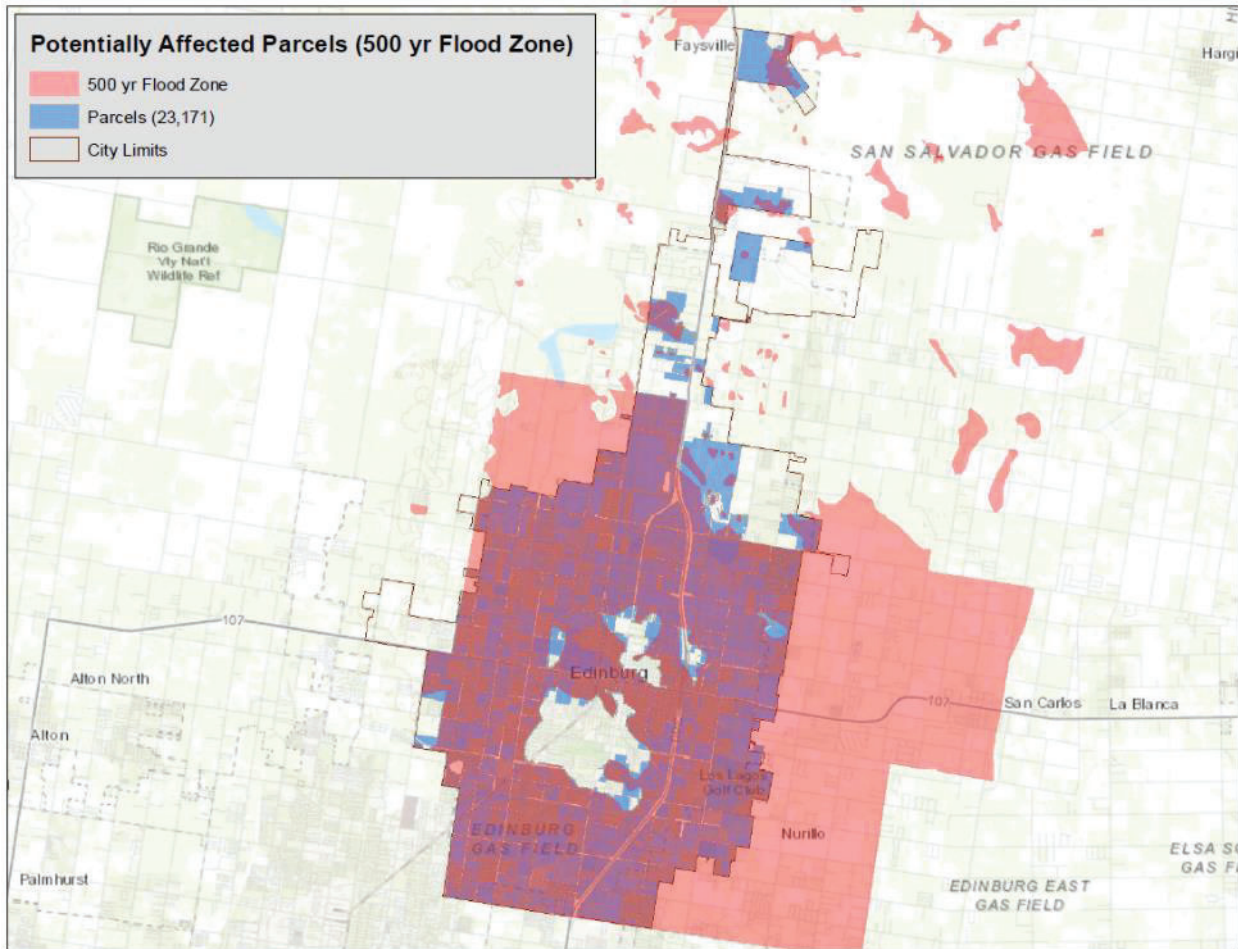 Potentially Affected Parcels (500 yr Flood Zone)
500 yr Flood Zone
Parcels (23,171)
City Limits
Faysville
SAN SALVADOR GAS FIELD
Rio Grande
Vly Nat'l
Wildlife Ref
107
Edinburg
Alton North
107
San Carlos
La Blanca
Alton
Los Lagos
Golf Club
EDINBURG
GAS FIELD
Nurillo
Palmhurst
EDINBURG EAST
GAS FIELD
ELSA
GAS